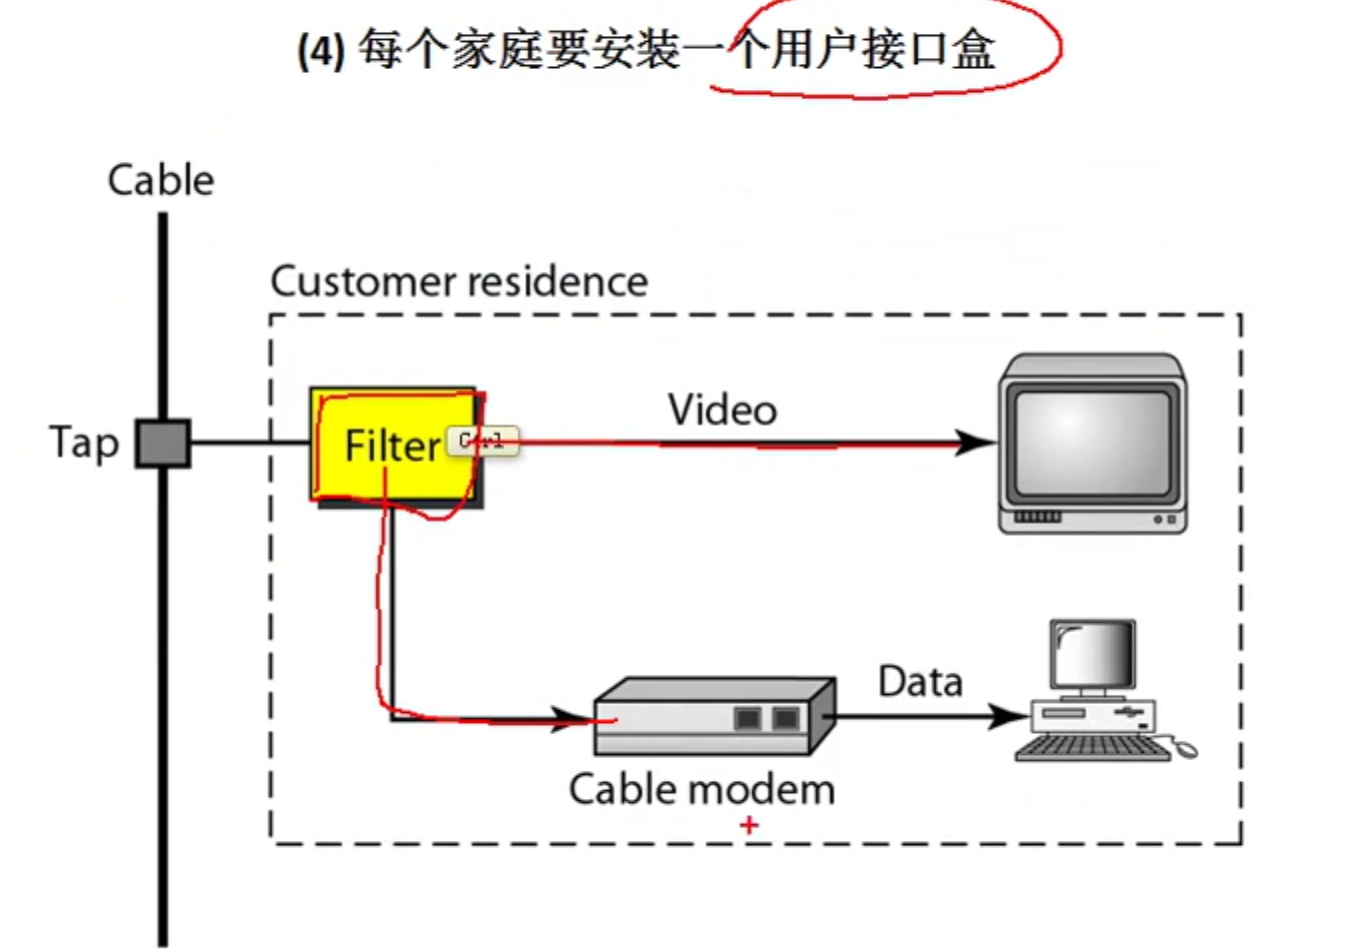 (4) 每个家庭要安装一个用户接口盒
Cable
Customer residence
Video
Tap
Filter
Ctrl
Data
Cable modem